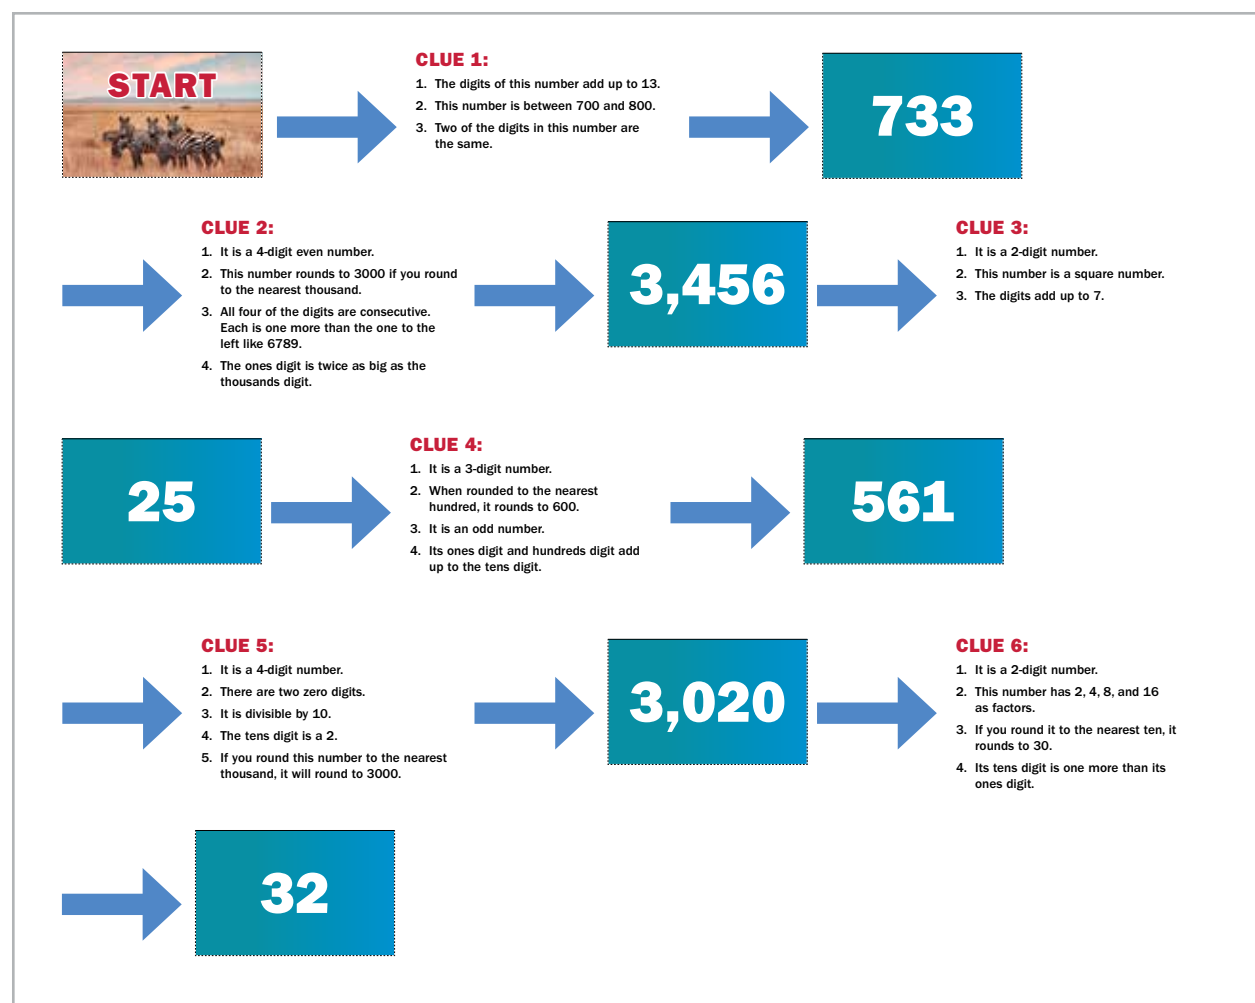 START
CLUE 1:
1. The digits of this number add up to 13.
2. This number is between 700 and 800.
3. Two of the digits in this number are
the same.
733
CLUE 2:
1. It is a 4-digit even number.
2. This number rounds to 3000 if you round
to the nearest thousand.
3. All four of the digits are consecutive.
Each is one more than the one to the
left like 6789.
4. The ones digit is twice as big as the
thousands digit.
3,456
CLUE 3:
1. It is a 2-digit number.
2. This number is a square number.
3. The digits add up to 7.
25
CLUE 4:
1. It is a 3-digit number.
2. When rounded to the nearest
hundred, it rounds to 600.
3. It is an odd number.
4. Its ones digit and hundreds digit add
up to the tens digit.
561
CLUE 5:
1. It is a 4-digit number.
2. There are two zero digits.
3. It is divisible by 10.
4. The tens digit is a 2.
5. If you round this number to the nearest
thousand, it will round to 3000.
3,020
CLUE 6:
1. It is a 2-digit number.
2. This number has 2, 4, 8, and 16
as factors.
3. If you round it to the nearest ten, it
rounds to 30.
4. Its tens digit is one more than its
ones digit.
32